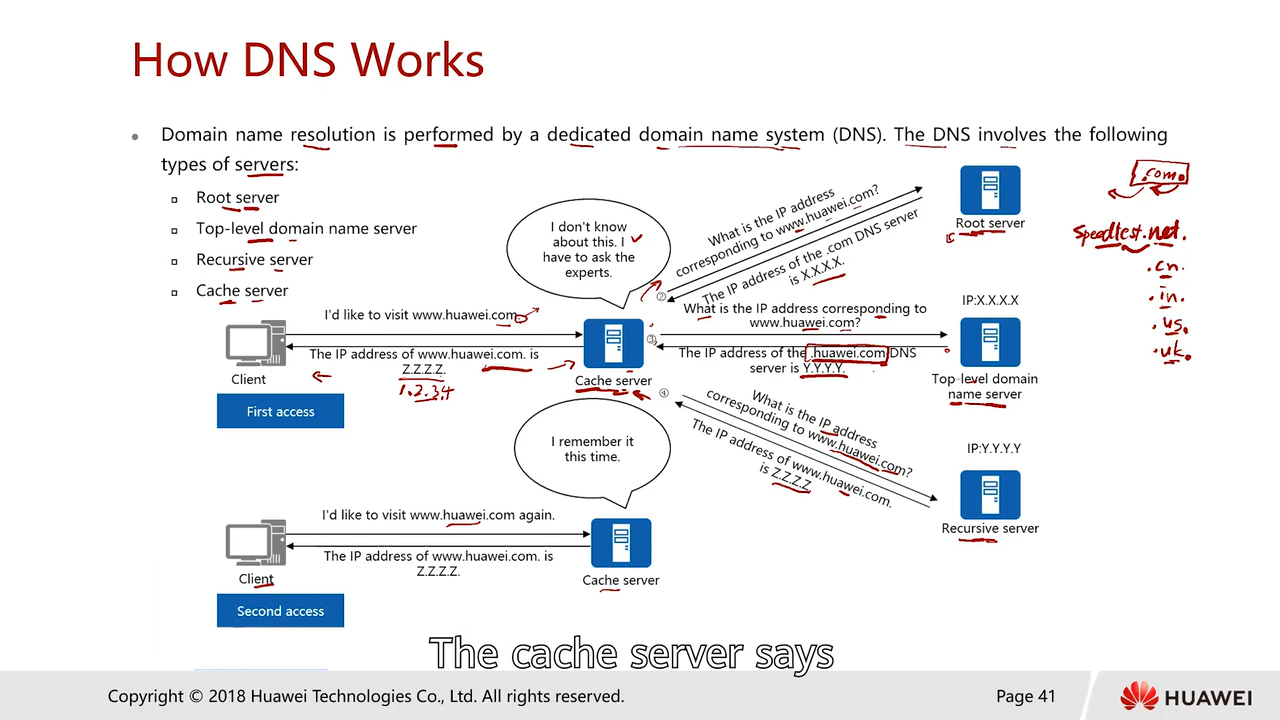 How DNS Works
• Domain name resolution is performed by a dedicated domain name system (DNS). The DNS involves the following
types of servers:
Root server
Top-level domain name server
Recursive server
Cache server
I don't know
about this. I
have to ask the
experts.
I'd like to visit www.huawei.com.
The IP address of www.huawei.com. is
Z.Z.Z.Z.
1.2.3.4
Client
First access
Cache server
②
What is the IP address
corresponding to www.huawei.com?
The IP address of the .com DNS server
is X.X.X.X.
Root server
.com.
Speedtest.net.
.cn.
.in.
.us.
.uk.
③
What is the IP address corresponding to
www.huawei.com?
The IP address of the .huawei.com DNS
server is Y.Y.Y.Y.
IP:X.X.X.X
Top-level domain
name server
④
What is the IP address
corresponding to www.huawei.com?
The IP address of www.huawei.com.
is Z.Z.Z.Z
IP:Y.Y.Y.Y
Recursive server
I remember it
this time.
I'd like to visit www.huawei.com again.
The IP address of www.huawei.com. is
Z.Z.Z.Z.
Client
Cache server
Second access
The cache server says
Copyright © 2018 Huawei Technologies Co., Ltd. All rights reserved.
Page 41
HUAWEI